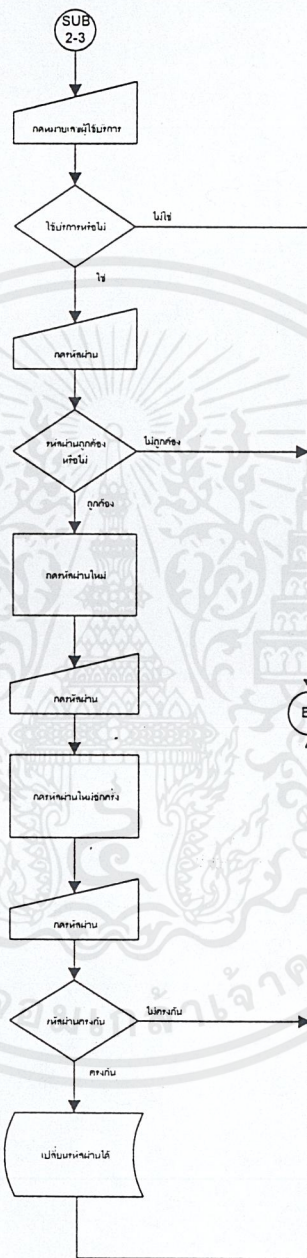 SUB
2-3
กดหมายเลขผู้ใช้บริการ
ใช้บริการหรือไม่
ไม่ใช่
ใช่
กดรหัสผ่าน
รหัสผ่านถูกต้อง
หรือไม่
ไม่ถูกต้อง
ถูกต้อง
กดรหัสผ่านใหม่
กดรหัสผ่าน
E
กดรหัสผ่านใหม่อีกครั้ง
กดรหัสผ่าน
รหัสผ่านตรงกัน
ไม่ตรงกัน
ตรงกัน
เปลี่ยนรหัสผ่านได้